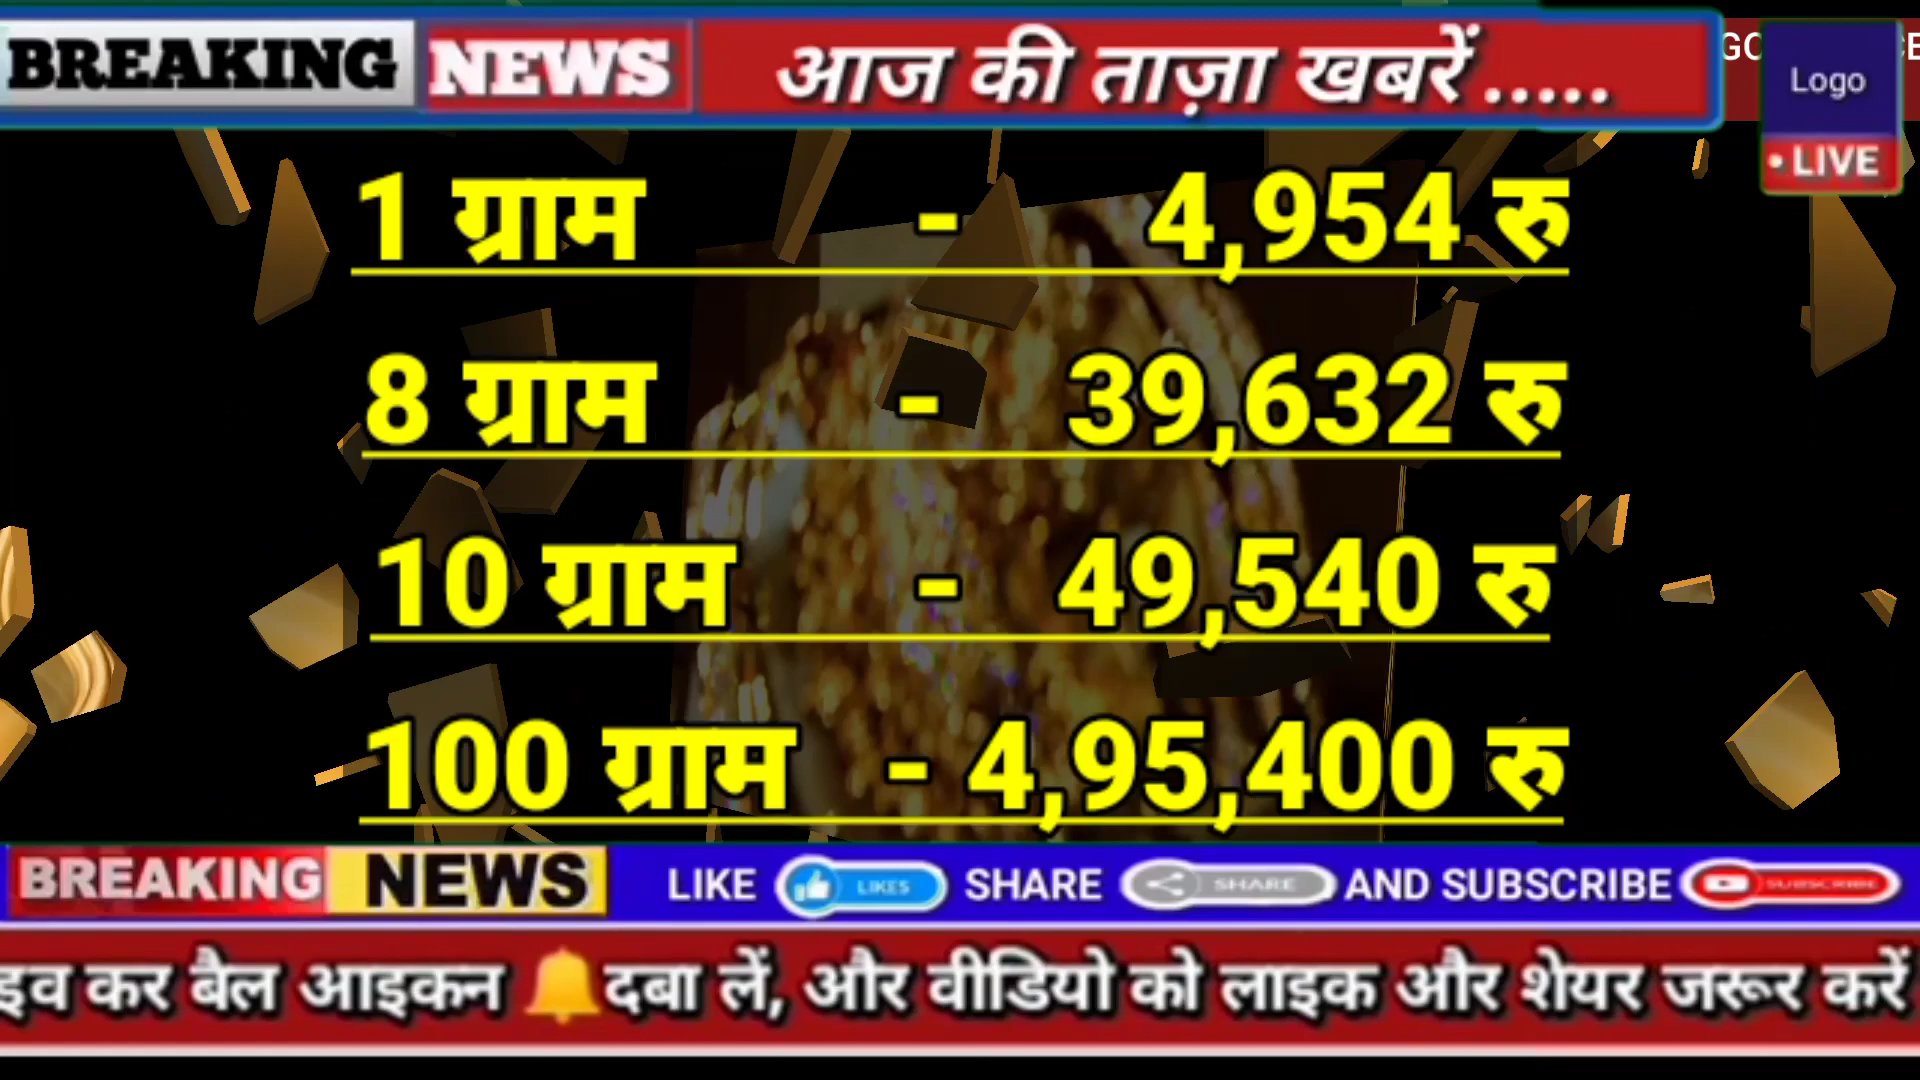 BREAKING NEWS आज की ताज़ा खबरें .....
Logo
• LIVE
1 ग्राम - 4,954 रु
8 ग्राम - 39,632 रु
10 ग्राम - 49,540 रु
100 ग्राम - 4,95,400 रु
BREAKING NEWS LIKE LIKES SHARE SHARE AND SUBSCRIBE SUBSCRIBE
कर बैल आइकन 🔔दबा लें, और वीडियो को लाइक और शेयर जरूर करें